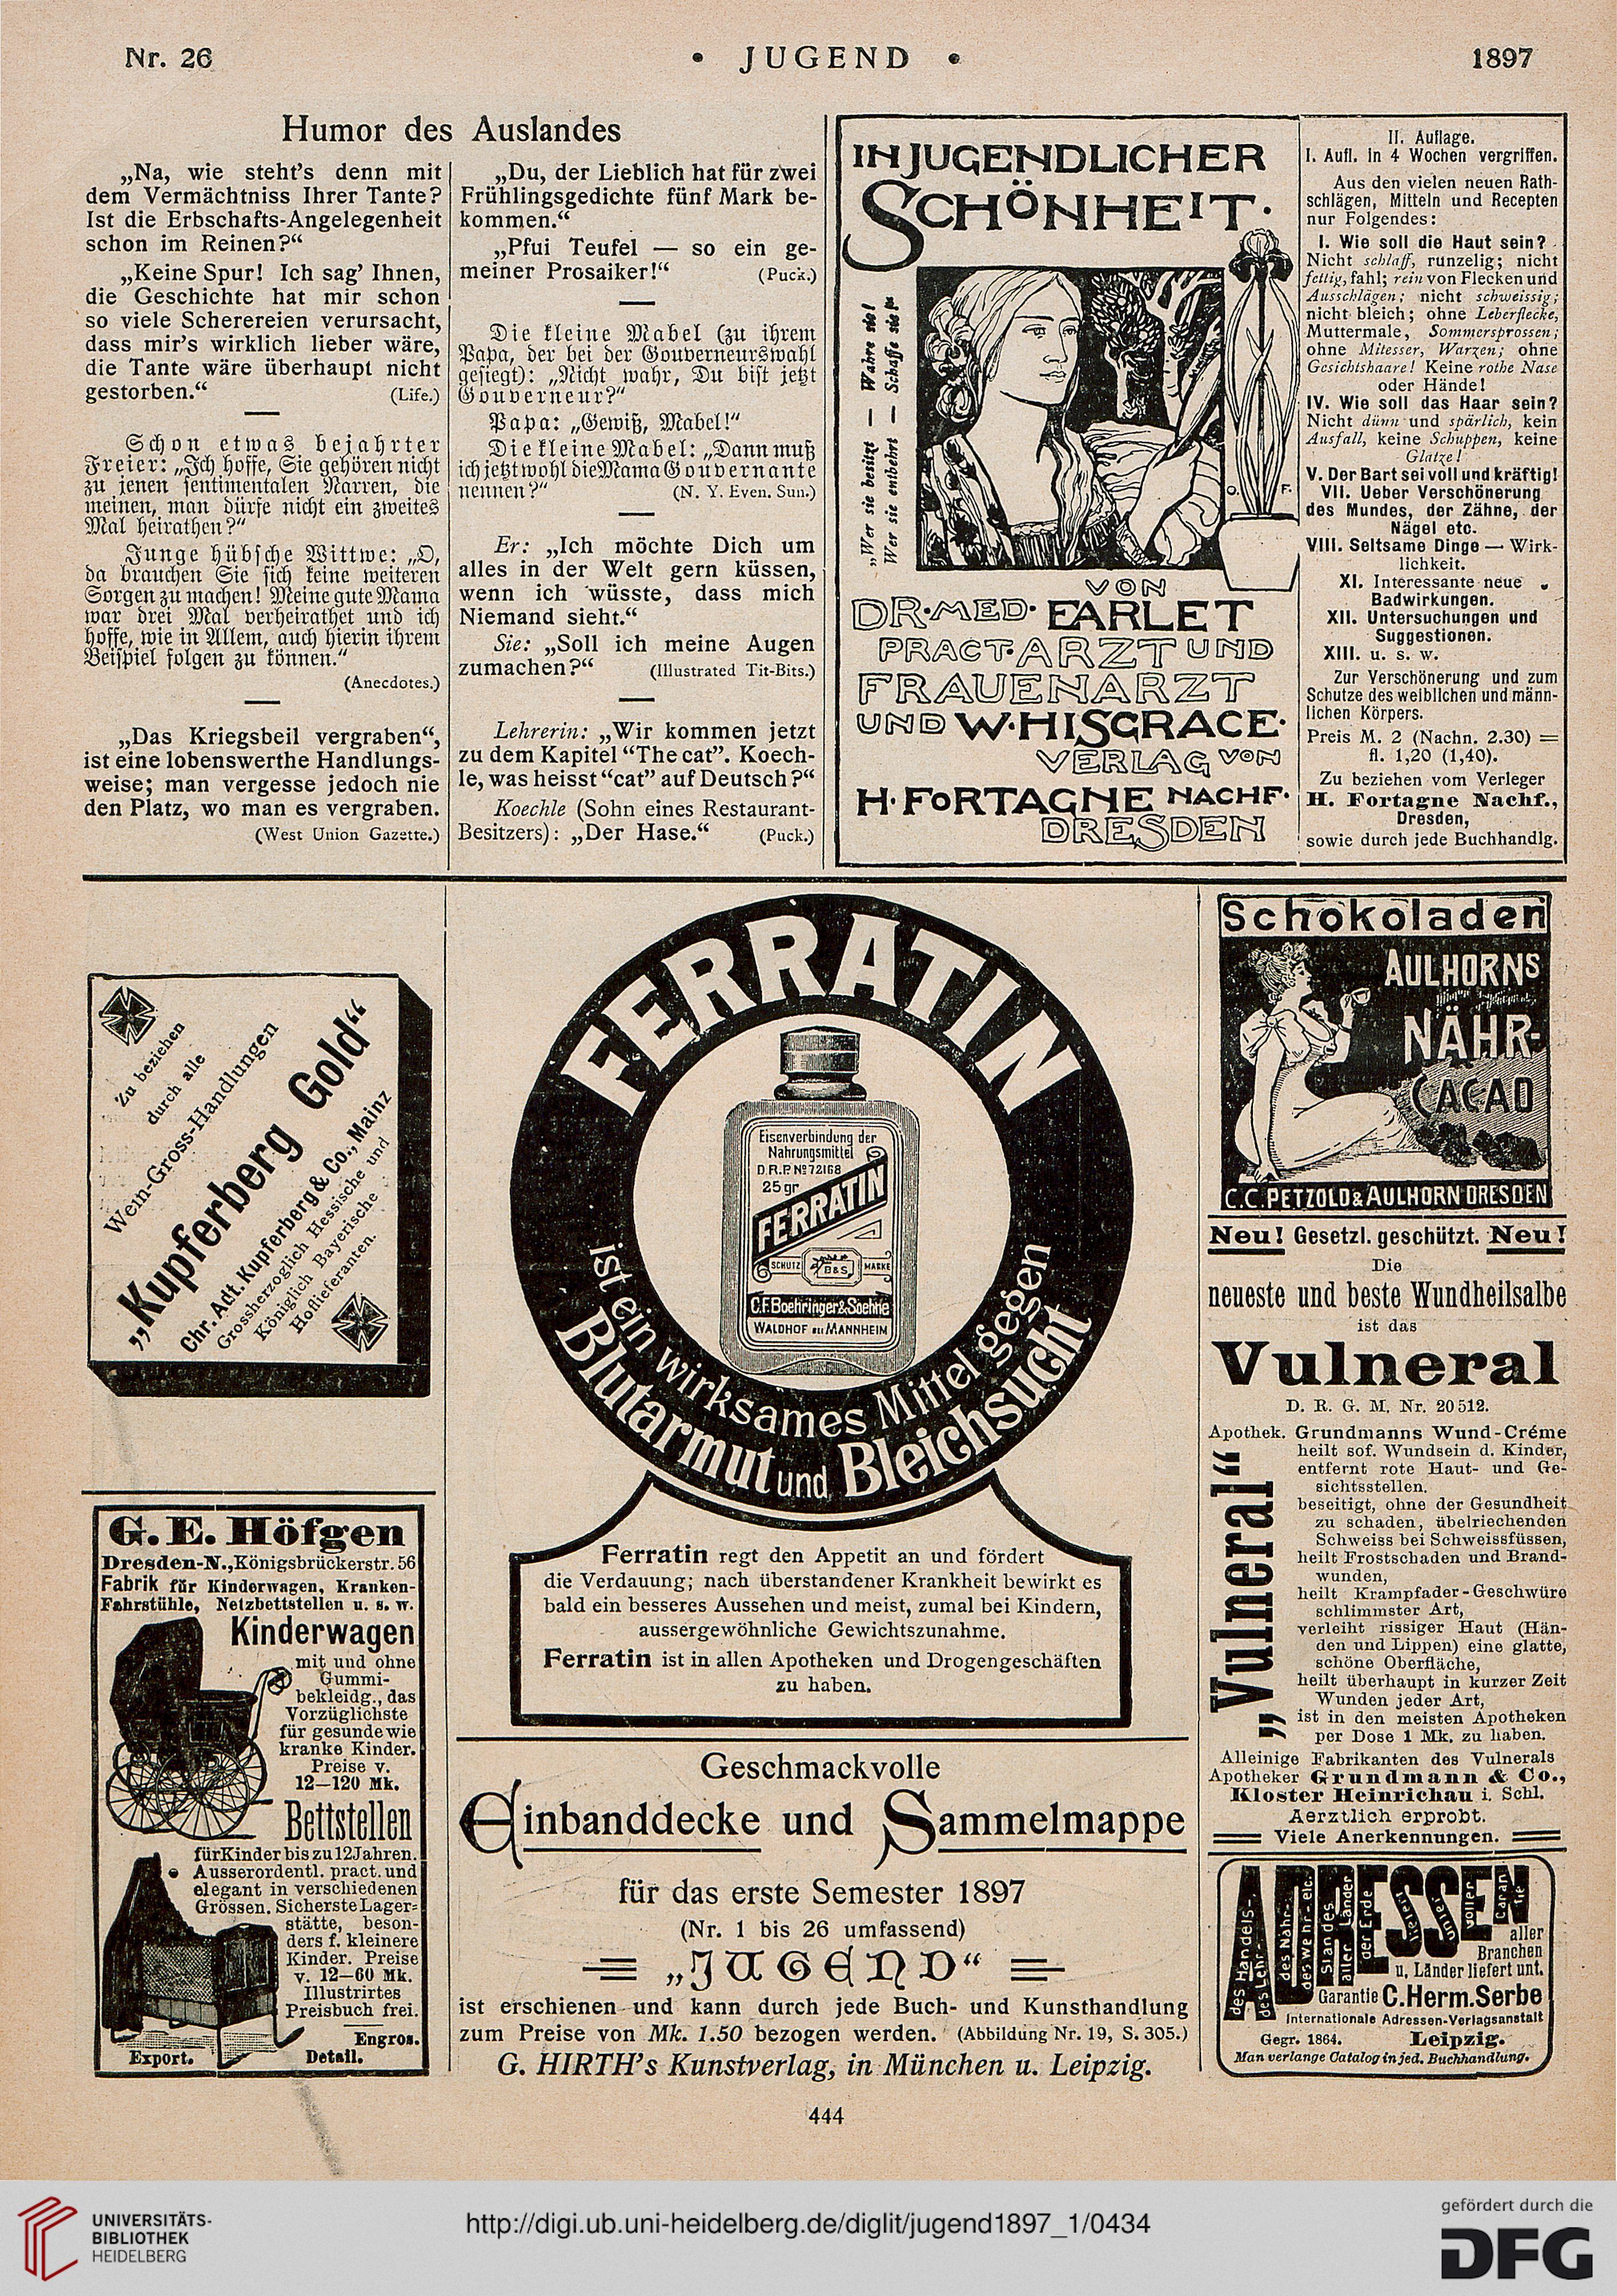 Nr. 26
• JUGEND •
1897
Humor des Auslandes
„Na, wie steht's denn mit
dem Vermächtniss Ihrer Tante?
Ist die Erbschafts-Angelegenheit
schon im Reinen?“
„Keine Spur! Ich sag' Ihnen,
die Geschichte hat mir schon
so viele Scherereien verursacht,
dass mir's wirklich lieber wäre,
die Tante wäre überhaupt nicht
gestorben.“ (Life.)
Schon etwas bejahrter
Freier: „Ich hoffe, Sie gehören nicht
zu jenen sentimentalen Narren, die
meinen, man dürfe nicht ein zweites
Mal heirathen?"
Junge hübsche Wittwe: „O,
da brauchen Sie sich keine weiteren
Sorgen zu machen! Meine gute Mama
war drei Mal verheirathet und ich
hoffe, wie in Allem, auch hierin ihrem
Beispiel folgen zu können."
(Anecdotes.)
„Das Kriegsbeil vergraben“,
ist eine lobenswerthe Handlungs-
weise; man vergesse jedoch nie
den Platz, wo man es vergraben.
(West Union Gazette.)
„Du, der Lieblich hat für zwei
Frühlingsgedichte fünf Mark be-
kommen.“
„Pfui Teufel — so ein ge-
meiner Prosaiker!“ (Puck.)
Die kleine Mabel (zu ihrem
Papa, der bei der Gouverneurswahl
gesiegt): „Nicht wahr, Du bist jetzt
Gouverneur?"
Papa: „Gewiß, Mabel!"
Die kleine Mabel: „Dann muß
ich jetzt wohl die Mama Gouvernante
nennen?" (N. Y. Even. Sun.)
Er: „Ich möchte Dich um
alles in der Welt gern küssen,
wenn ich wüsste, dass mich
Niemand sieht.“
Sie: „Soll ich meine Augen
zumachen?“ (Illustrated Tit-Bits.)
Lehrerin: „Wir kommen jetzt
zu dem Kapitel “The cat”. Koech-
le, was heisst “cat” auf Deutsch?“
Koechle (Sohn eines Restaurant-
Besitzers): „Der Hase.“ (Puck.)
IN JUGENDLICHER
SCHÖNHEIT.
„Wer sie besitzt — Wahre sie!
Wer sie entbehrt — Schaffe sie!“
O. F.
VON
DR. MED. FARLET
PRACT. ARZT UND
FRAUENARZT
UND W. HISGRACE.
VERLAG VON
H. FORTAGNE NACHF.
DRESDEN
II. Auflage.
I. Aufl. in 4 Wochen vergriffen.
Aus den vielen neuen Rath-
schlägen, Mitteln und Recepten
nur Folgendes:
I. Wie soll die Haut sein?
Nicht schlaff, runzelig; nicht
fettig, fahl; rein von Flecken und
Ausschlägen; nicht schweissig;
nicht bleich; ohne Leberflecke,
Muttermale, Sommersprossen;
ohne Mitesser, Warzen; ohne
Gesichtshaare! Keine rothe Nase
oder Hände!
IV. Wie soll das Haar sein?
Nicht dünn und spärlich, kein
Ausfall, keine Schuppen, keine
Glatze!
V. Der Bart sei voll und kräftig!
VII. Ueber Verschönerung
des Mundes, der Zähne, der
Nägel etc.
VIII. Seltsame Dinge — Wirk-
lichkeit.
XI. Interessante neue
Badwirkungen.
XII. Untersuchungen und
Suggestionen.
XIII. u. s. w.
Zur Verschönerung und zum
Schutze des weiblichen und männ-
lichen Körpers.
Preis M. 2 (Nachn. 2.30) =
fl. 1,20 (1,40).
Zu beziehen vom Verleger
H. Fortagne Nachf.,
Dresden,
sowie durch jede Buchhandlg.
Zu beziehen
durch alle
Wein-Gross-Handlungen
„Kupferberg Gold“
Chr. Adt. Kupferberg & Co., Mainz
Grossherzoglich Hessische und
Königlich Bayerische
Hoflieferanten.
G. E. Höfgen
Dresden-N., Königsbrückerstr. 56
Fabrik für Kinderwagen, Kranken-
Fahrstühle, Netzbettstellen u. s. w.
Kinderwagen
mit und ohne
Gummi-
bekleidg., das
Vorzüglichste
für gesunde wie
kranke Kinder.
Preise v.
12—120 Mk.
Bettstellen
für Kinder bis zu 12 Jahren.
Ausserordentl. pract. und
elegant in verschiedenen
Grössen. Sicherste Lager-
stätte, beson-
ders f. kleinere
Kinder. Preise
v. 12—60 Mk.
Illustrirtes
Preisbuch frei.
Engros.
Export. Detail.
FERRATIN
Eisenverbindung der
Nahrungsmittel
D.R.P. No 72168
25 gr
FERRATIN
SCHUTZ B&S MARKE
C.F. Boehringer & Soehne
WALDHOF bei MANNHEIM
ist ein wirksames Mittel gegen
Blutarmut und Bleichsucht
Ferratin regt den Appetit an und fördert
die Verdauung; nach überstandener Krankheit bewirkt es
bald ein besseres Aussehen und meist, zumal bei Kindern,
aussergewöhnliche Gewichtszunahme.
Ferratin ist in allen Apotheken und Drogengeschäften
zu haben.
Geschmackvolle
Einbanddecke und Sammelmappe
für das erste Semester 1897
(Nr. 1 bis 26 umfassend)
„JUGEND“
ist erschienen und kann durch jede Buch- und Kunsthandlung
zum Preise von Mk. 1.50 bezogen werden. (Abbildung Nr. 19, S. 305.)
G. HIRTH's Kunstverlag, in München u. Leipzig.
Schokoladen
AULHORNS
NÄHR-
CACAO
C.C. PETZOLD & AULHORN DRESDEN
Neu! Gesetzl. geschützt. Neu!
Die
neueste und beste Wundheilsalbe
ist das
Vulneral
D. R. G. M. Nr. 20512.
Apothek. Grundmanns Wund-Créme
„Vulneral“
heilt sof. Wundsein d. Kinder,
entfernt rote Haut- und Ge-
sichtsstellen,
beseitigt, ohne der Gesundheit
zu schaden, übelriechenden
Schweiss bei Schweissfüssen,
heilt Frostschaden und Brand-
wunden,
heilt Krampfader-Geschwüre
schlimmster Art,
verleiht rissiger Haut (Hän-
den und Lippen) eine glatte,
schöne Oberfläche,
heilt überhaupt in kurzer Zeit
Wunden jeder Art,
ist in den meisten Apotheken
per Dose 1 Mk. zu haben.
Alleinige Fabrikanten des Vulnerals
Apotheker Grundmann & Co.,
Kloster Heinrichau i. Schl.
Aerztlich erprobt.
Viele Anerkennungen.
ADRESSEN
des Handels-
des Lehr-
des Nähr-
des Wehr- etc.
Standes
aller Länder
der Erde
unter
voller
Garantie
aller
Branchen
u. Länder liefert unt.
Garantie C. Herm. Serbe
Internationale Adressen-Verlagsanstalt
Gegr. 1864. Leipzig.
Man verlange Catalog in jed. Buchhandlung.
444
UNIVERSITÄTS-
BIBLIOTHEK
HEIDELBERG
http://digi.ub.uni-heidelberg.de/diglit/jugend1897_1/0434
gefördert durch die
DFG